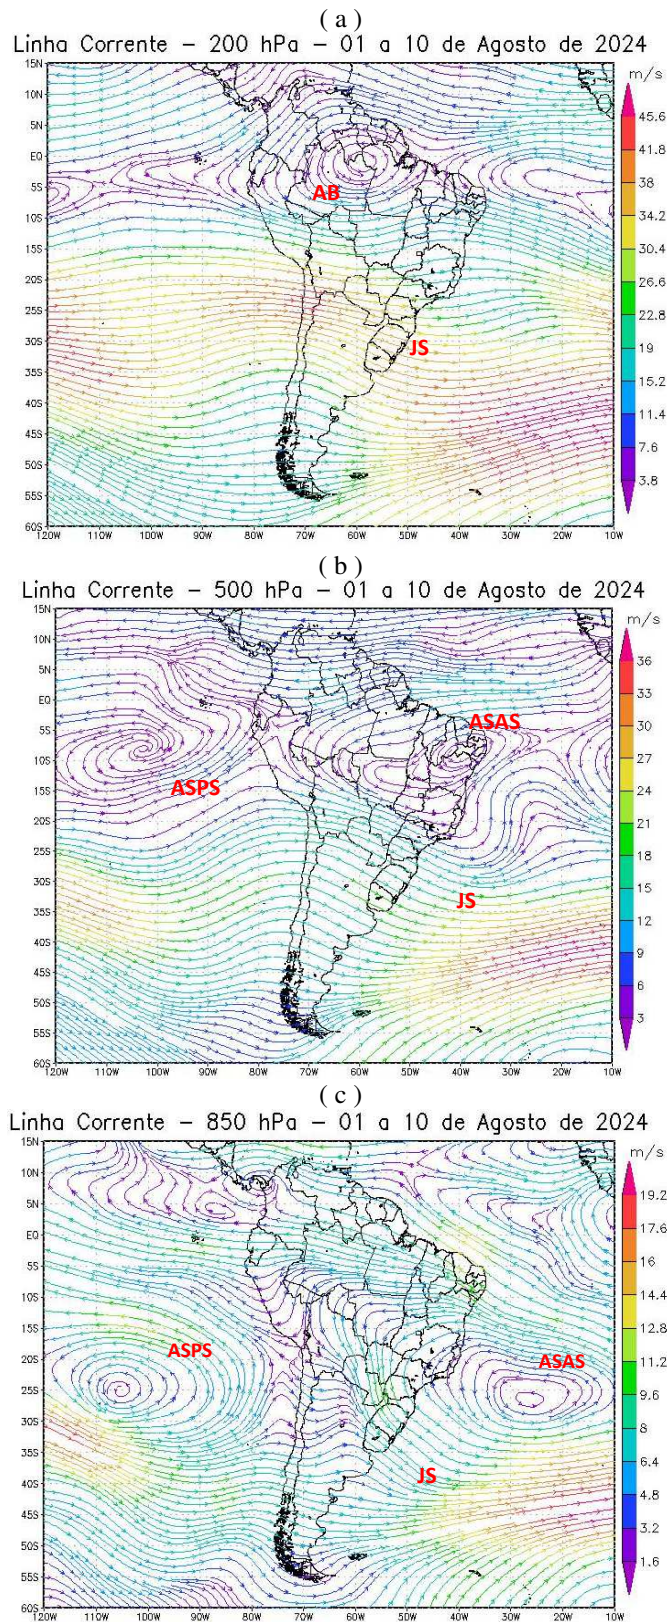 ( a )
Linha Corrente - 200 hPa - 01 a 10 de Agosto de 2024
m/s
15N
10N
5N
EQ
5S
10S
15S
20S
25S
30S
35S
40S
45S
50S
55S
60S
120W 110W 100W 90W 80W 70W 60W 50W 40W 30W 20W 10W
AB
JS
45.6
41.8
38
34.2
30.4
26.6
22.8
19
15.2
11.4
7.6
3.8
( b )
Linha Corrente - 500 hPa - 01 a 10 de Agosto de 2024
m/s
15N
10N
5N
EQ
5S
10S
15S
20S
25S
30S
35S
40S
45S
50S
55S
60S
120W 110W 100W 90W 80W 70W 60W 50W 40W 30W 20W 10W
ASAS
ASPS
JS
36
33
30
27
24
21
18
15
12
9
6
3
( c )
Linha Corrente - 850 hPa - 01 a 10 de Agosto de 2024
m/s
15N
10N
5N
EQ
5S
10S
15S
20S
25S
30S
35S
40S
45S
50S
55S
60S
120W 110W 100W 90W 80W 70W 60W 50W 40W 30W 20W 10W
ASPS
ASAS
JS
19.2
17.6
16
14.4
12.8
11.2
9.6
8
6.4
4.8
3.2
1.6